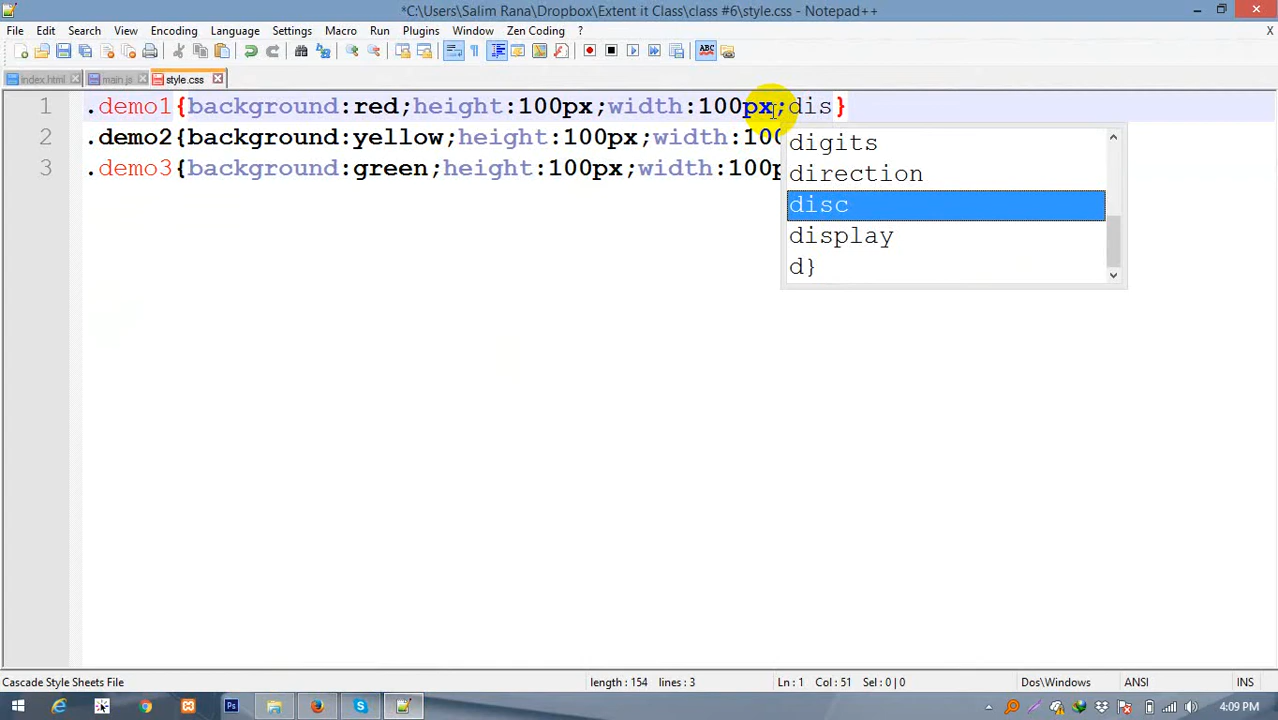 *C:\Users\Salim Rana\Dropbox\Extent it Class\class #6\style.css - Notepad++
File Edit Search View Encoding Language Settings Macro Run Plugins Window Zen Coding ? X
index.html main.js style.css
1 .demo1{background:red;height:100px;width:100px;dis}
2 .demo2{background:yellow;height:100px;width:100
3 .demo3{background:green;height:100px;width:100p
digits
direction
disc
display
d}
Cascade Style Sheets File length : 154 lines : 3 Ln : 1 Col : 51 Sel : 0 | 0 Dos\Windows ANSI INS
4:09 PM